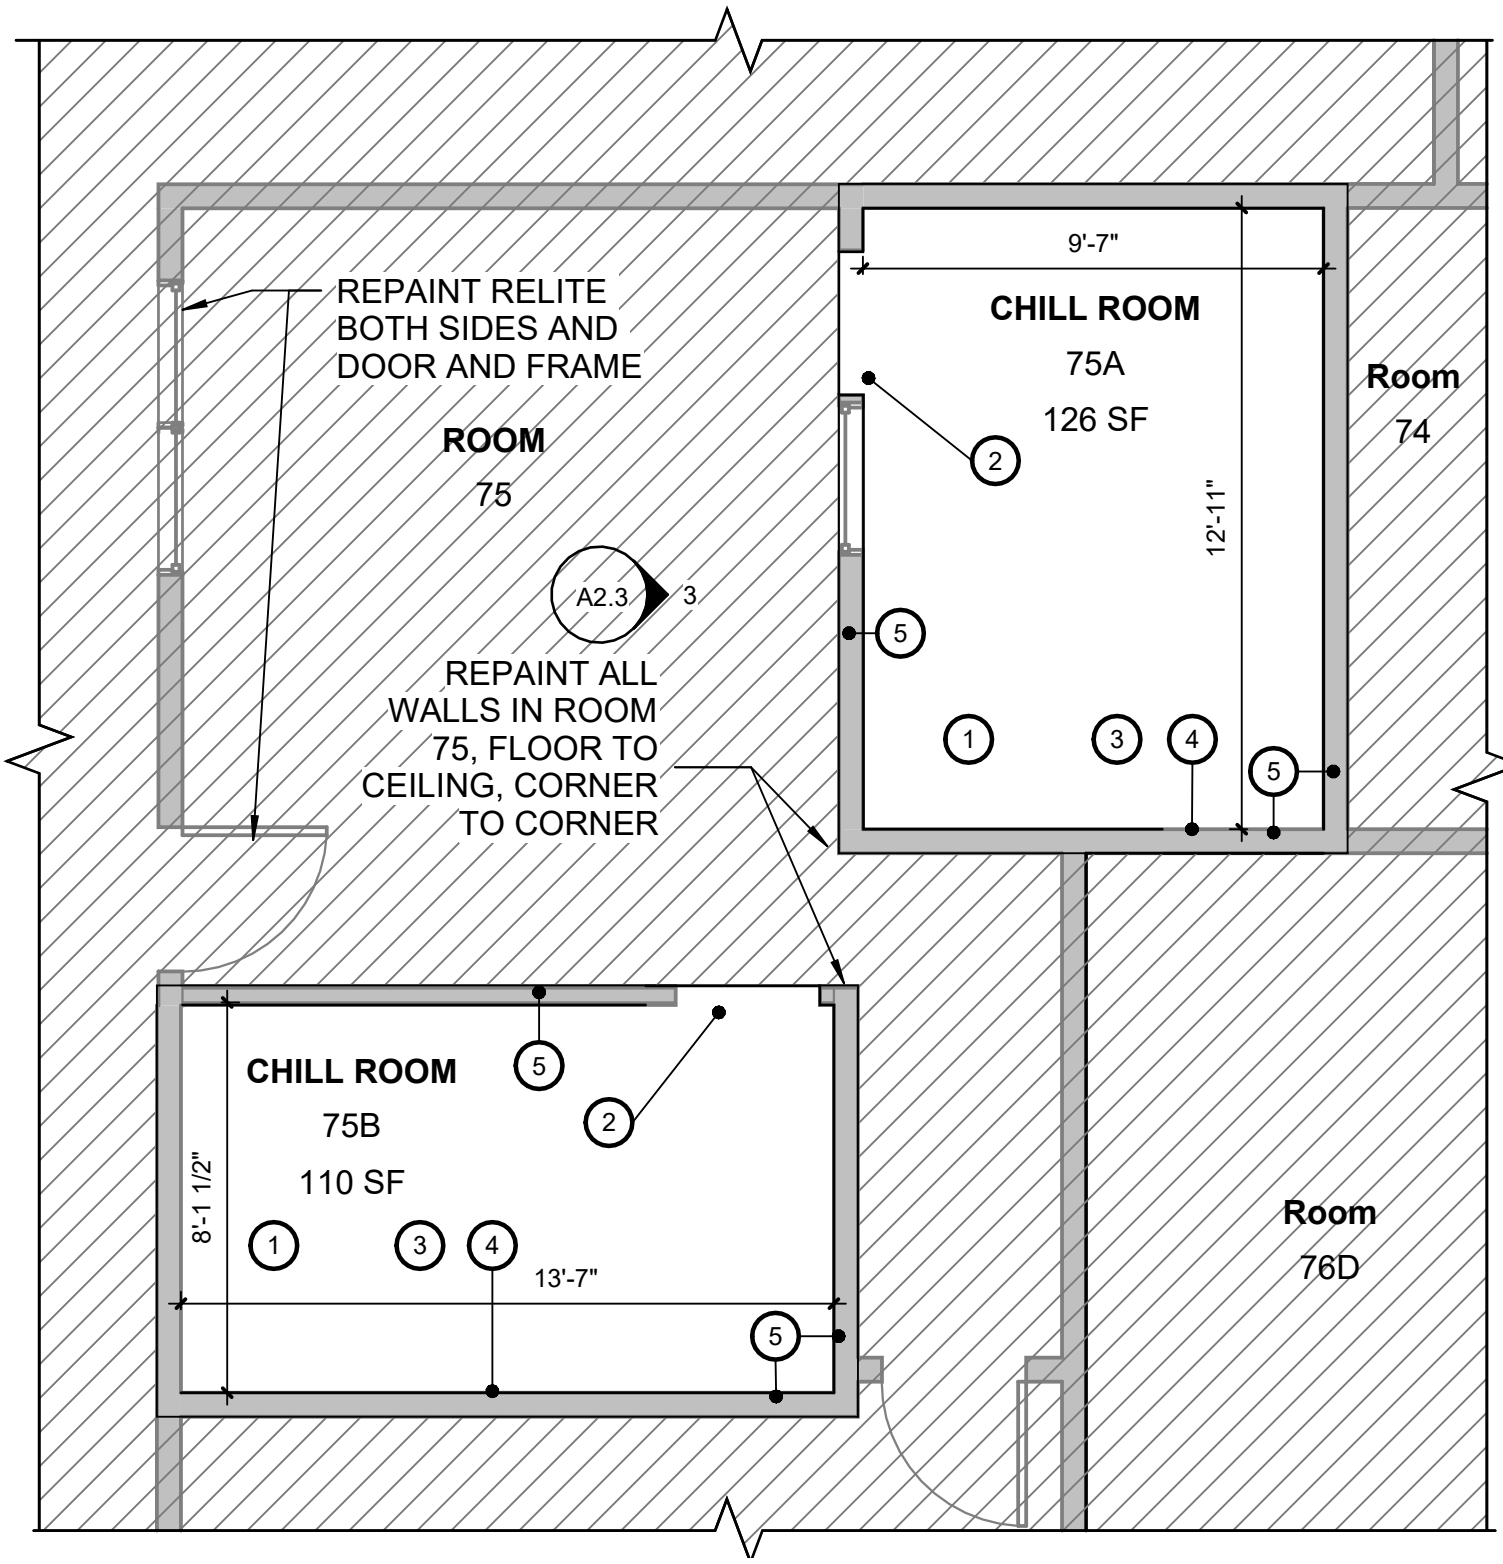 9'-7"
REPAINT RELITE
BOTH SIDES AND
DOOR AND FRAME
CHILL ROOM
75A
126 SF
Room
74
ROOM
75
2
12'-11"
A2.3
3
5
REPAINT ALL
WALLS IN ROOM
75, FLOOR TO
CEILING, CORNER
TO CORNER
1
3
4
5
CHILL ROOM
75B
110 SF
5
2
8'-1 1/2"
1
3
4
13'-7"
5
Room
76D